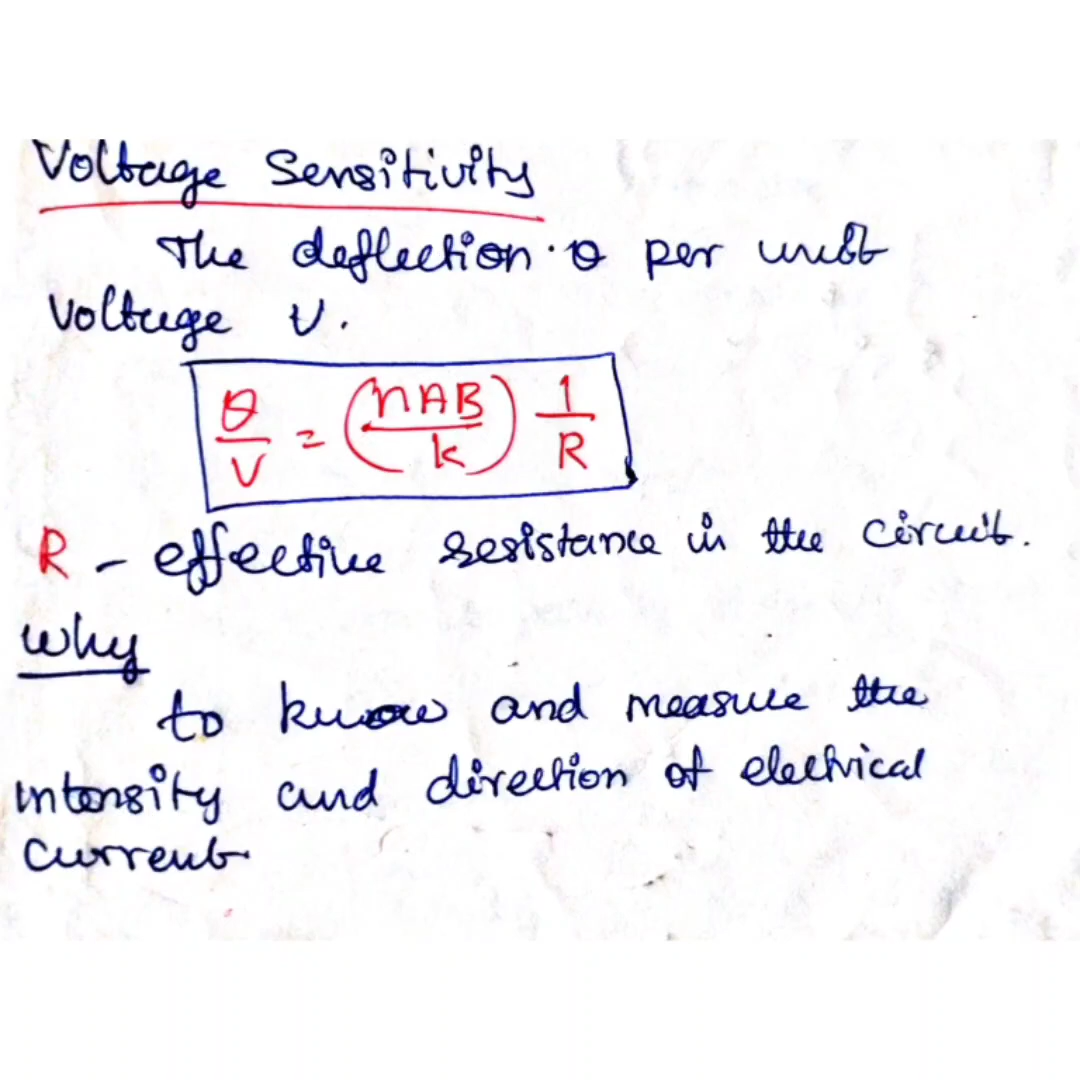 Voltage Sensitivity
The deflection θ per unit
Voltage V.
θ/V = (nAB/k) 1/R
R - effective resistance in the circuit.
Why
to know and measure the
intensity and direction of electrical
current